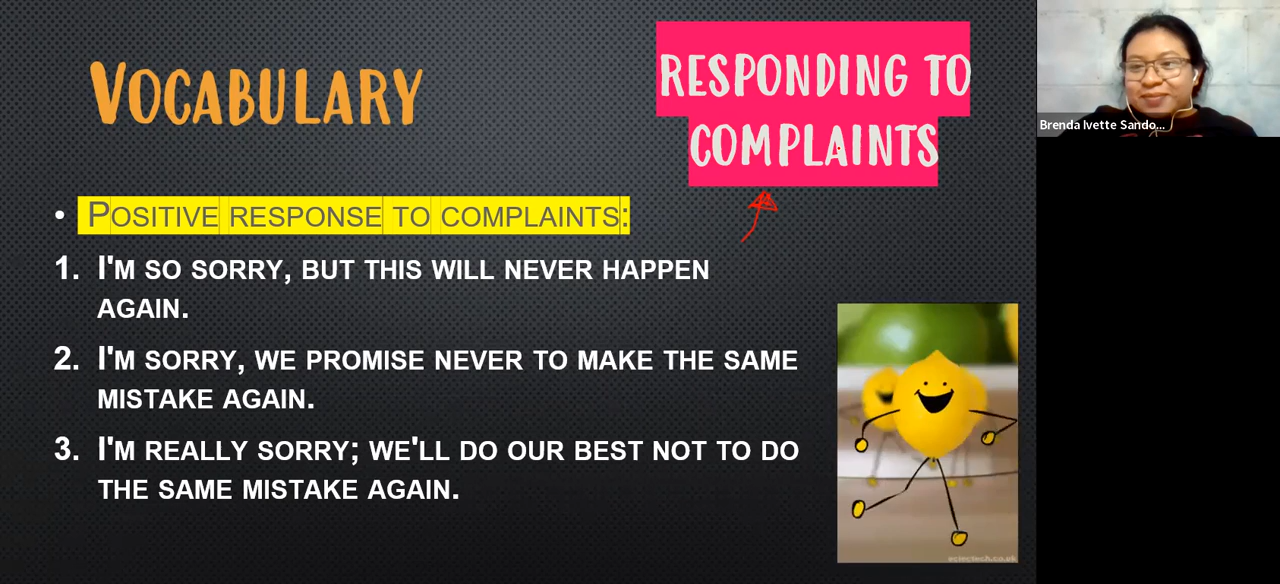 VOCABULARY
RESPONDING TO
COMPLAINTS
• POSITIVE RESPONSE TO COMPLAINTS:
1. I'M SO SORRY, BUT THIS WILL NEVER HAPPEN
AGAIN.
2. I'M SORRY, WE PROMISE NEVER TO MAKE THE SAME
MISTAKE AGAIN.
3. I'M REALLY SORRY; WE'LL DO OUR BEST NOT TO DO
THE SAME MISTAKE AGAIN.
Brenda Ivette Sando...